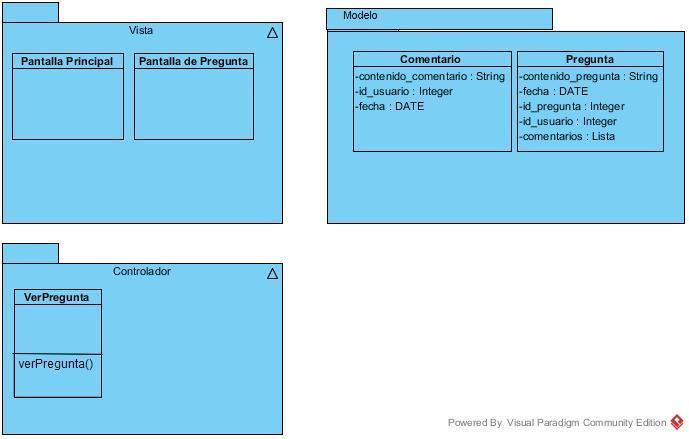 Vista
Pantalla Principal
Pantalla de Pregunta
Modelo
Comentario
-contenido_comentario : String
-id_usuario : Integer
-fecha : DATE
Pregunta
-contenido_pregunta : String
-fecha : DATE
-id_pregunta : Integer
-id_usuario : Integer
-comentarios : Lista
Controlador
VerPregunta
verPregunta()
Powered By Visual Paradigm Community Edition